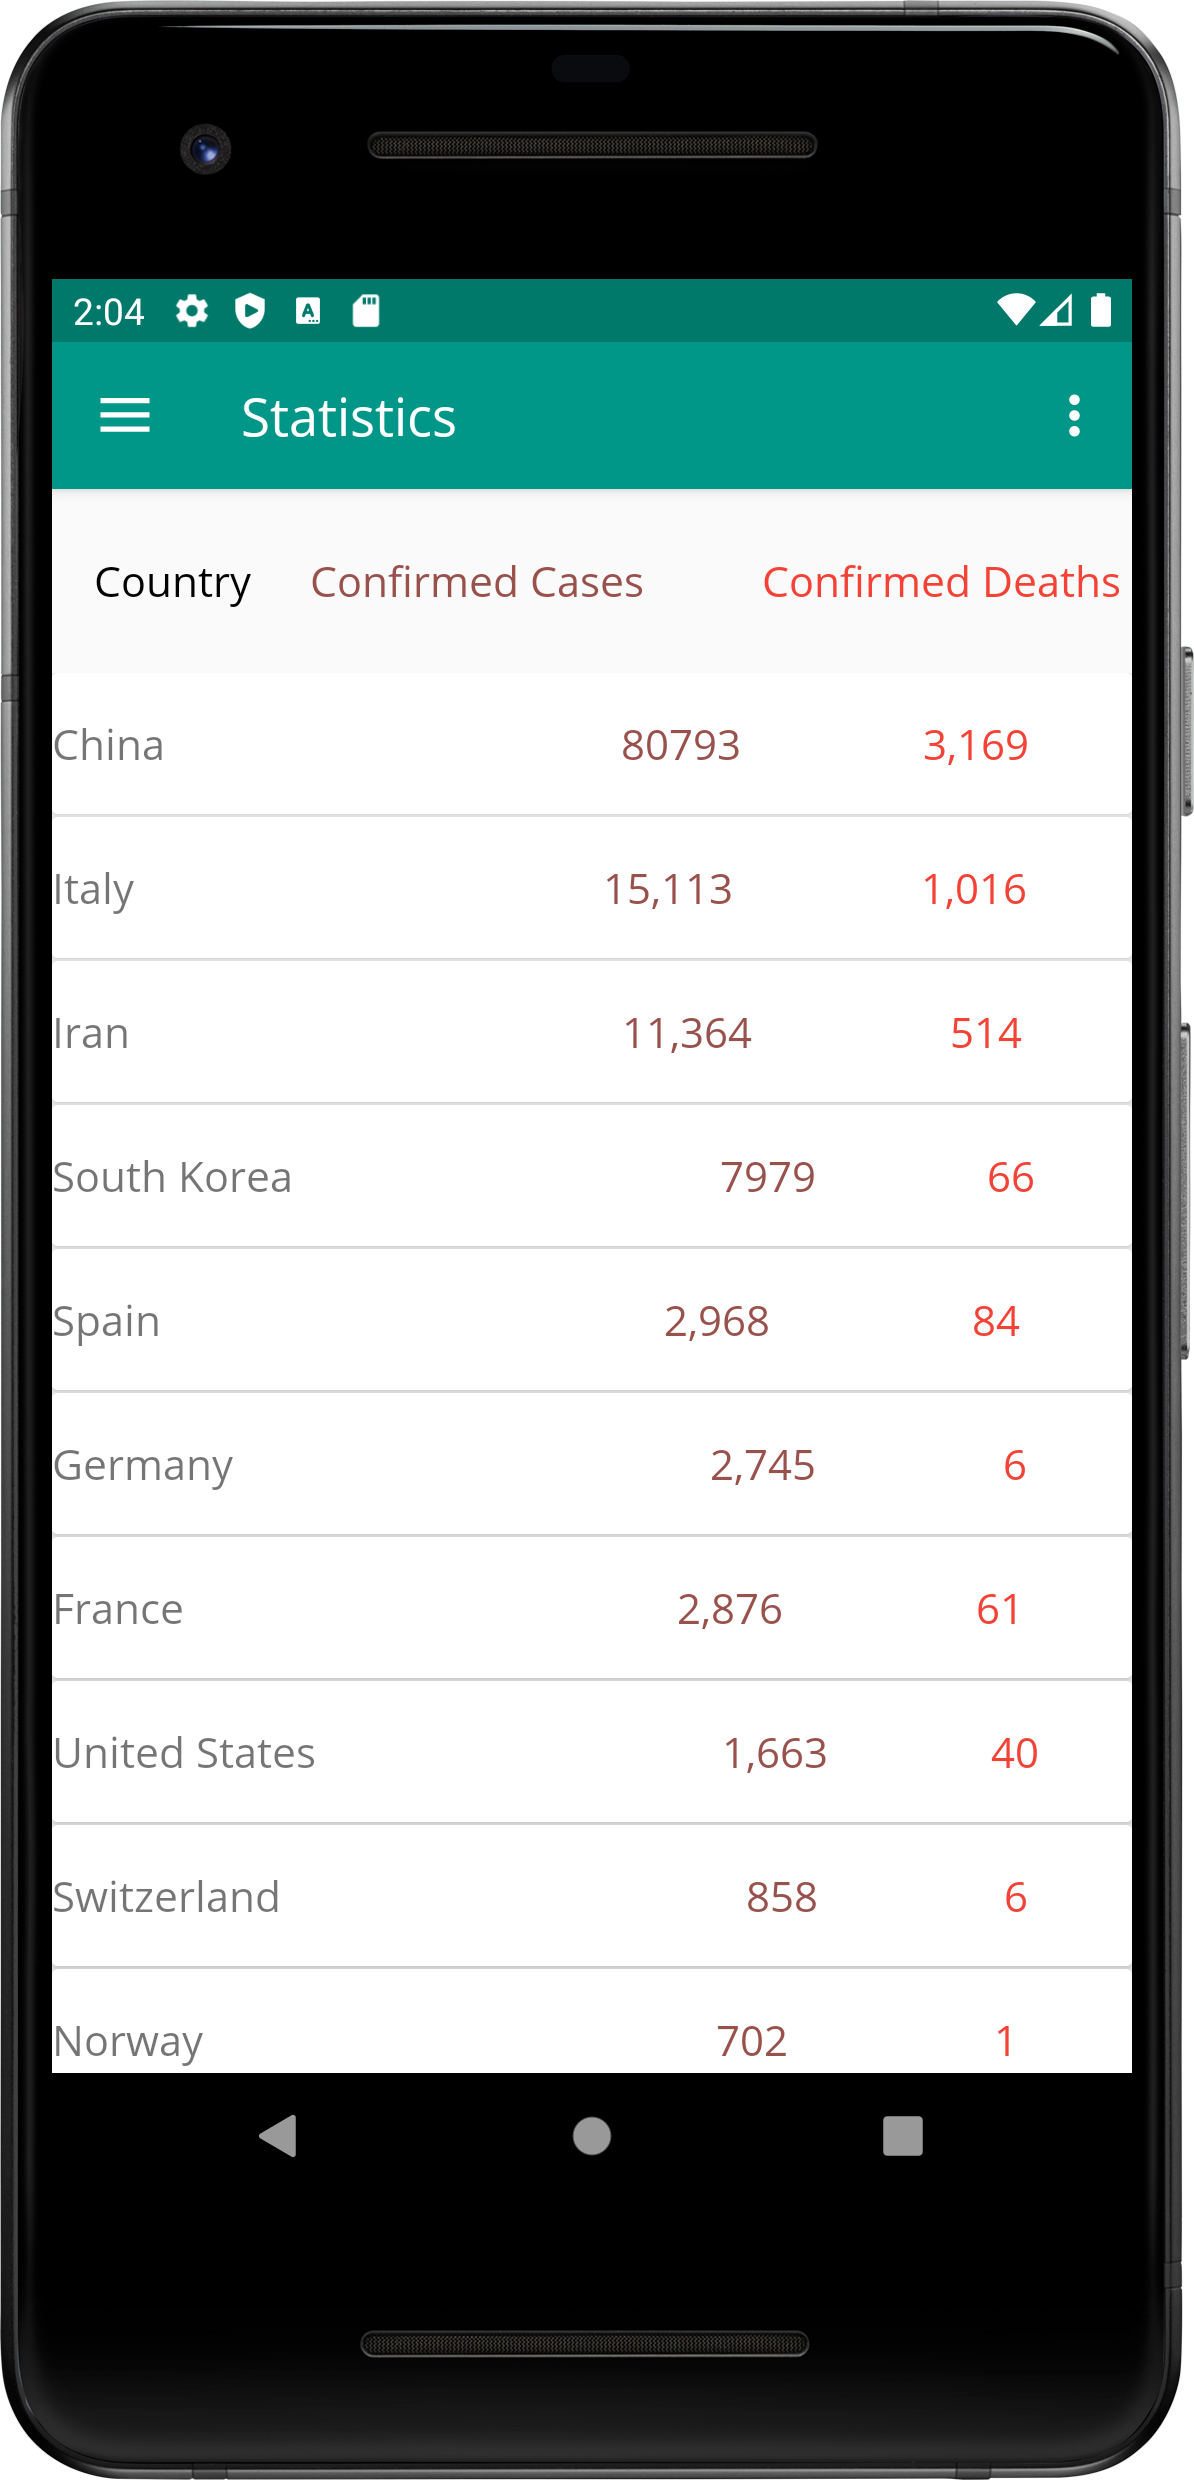 2:04
Statistics
Country Confirmed Cases Confirmed Deaths
China 80793 3,169
Italy 15,113 1,016
Iran 11,364 514
South Korea 7979 66
Spain 2,968 84
Germany 2,745 6
France 2,876 61
United States 1,663 40
Switzerland 858 6
Norway 702 1